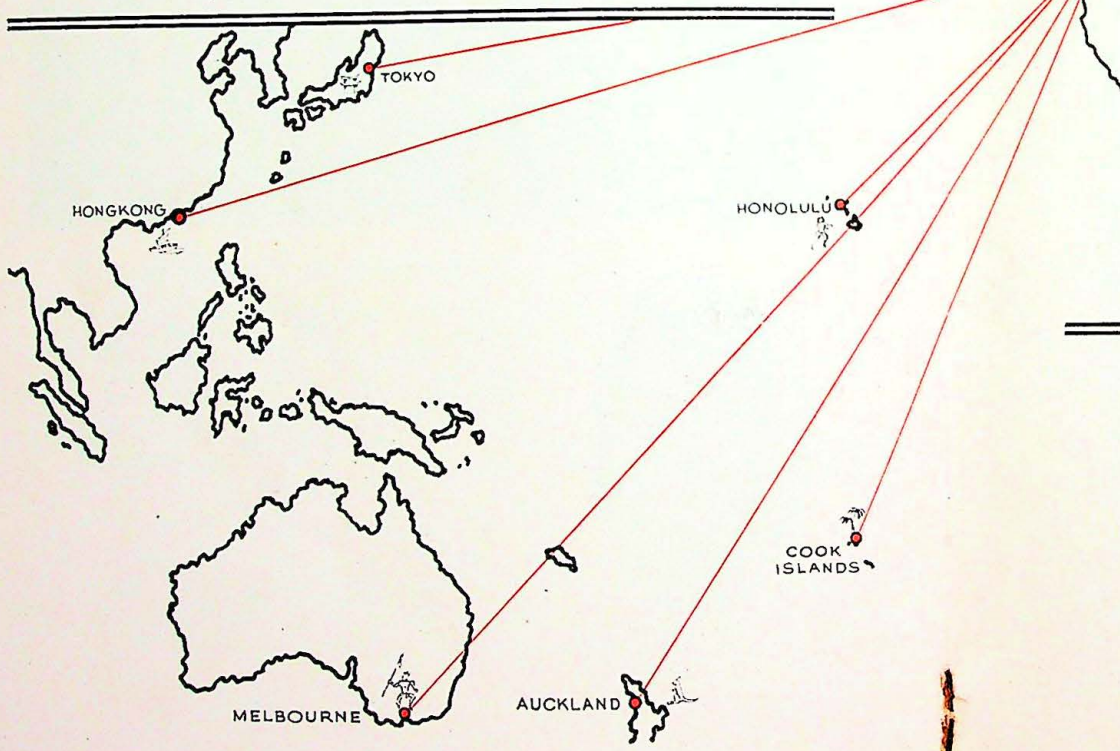 TOKYO
HONGKONG
HONOLULU
COOK
ISLANDS
AUCKLAND
MELBOURNE